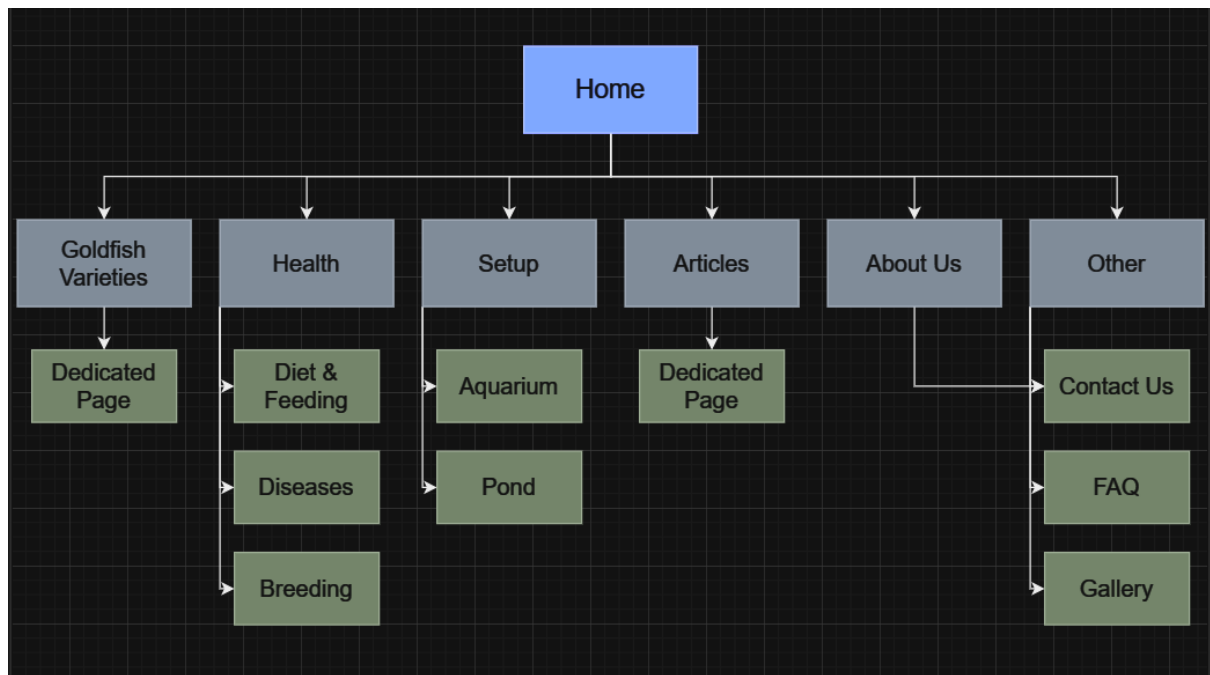 Home
Goldfish
Varieties
Health
Setup
Articles
About Us
Other
Dedicated
Page
Diet &
Feeding
Aquarium
Dedicated
Page
Contact Us
Diseases
Pond
FAQ
Breeding
Gallery